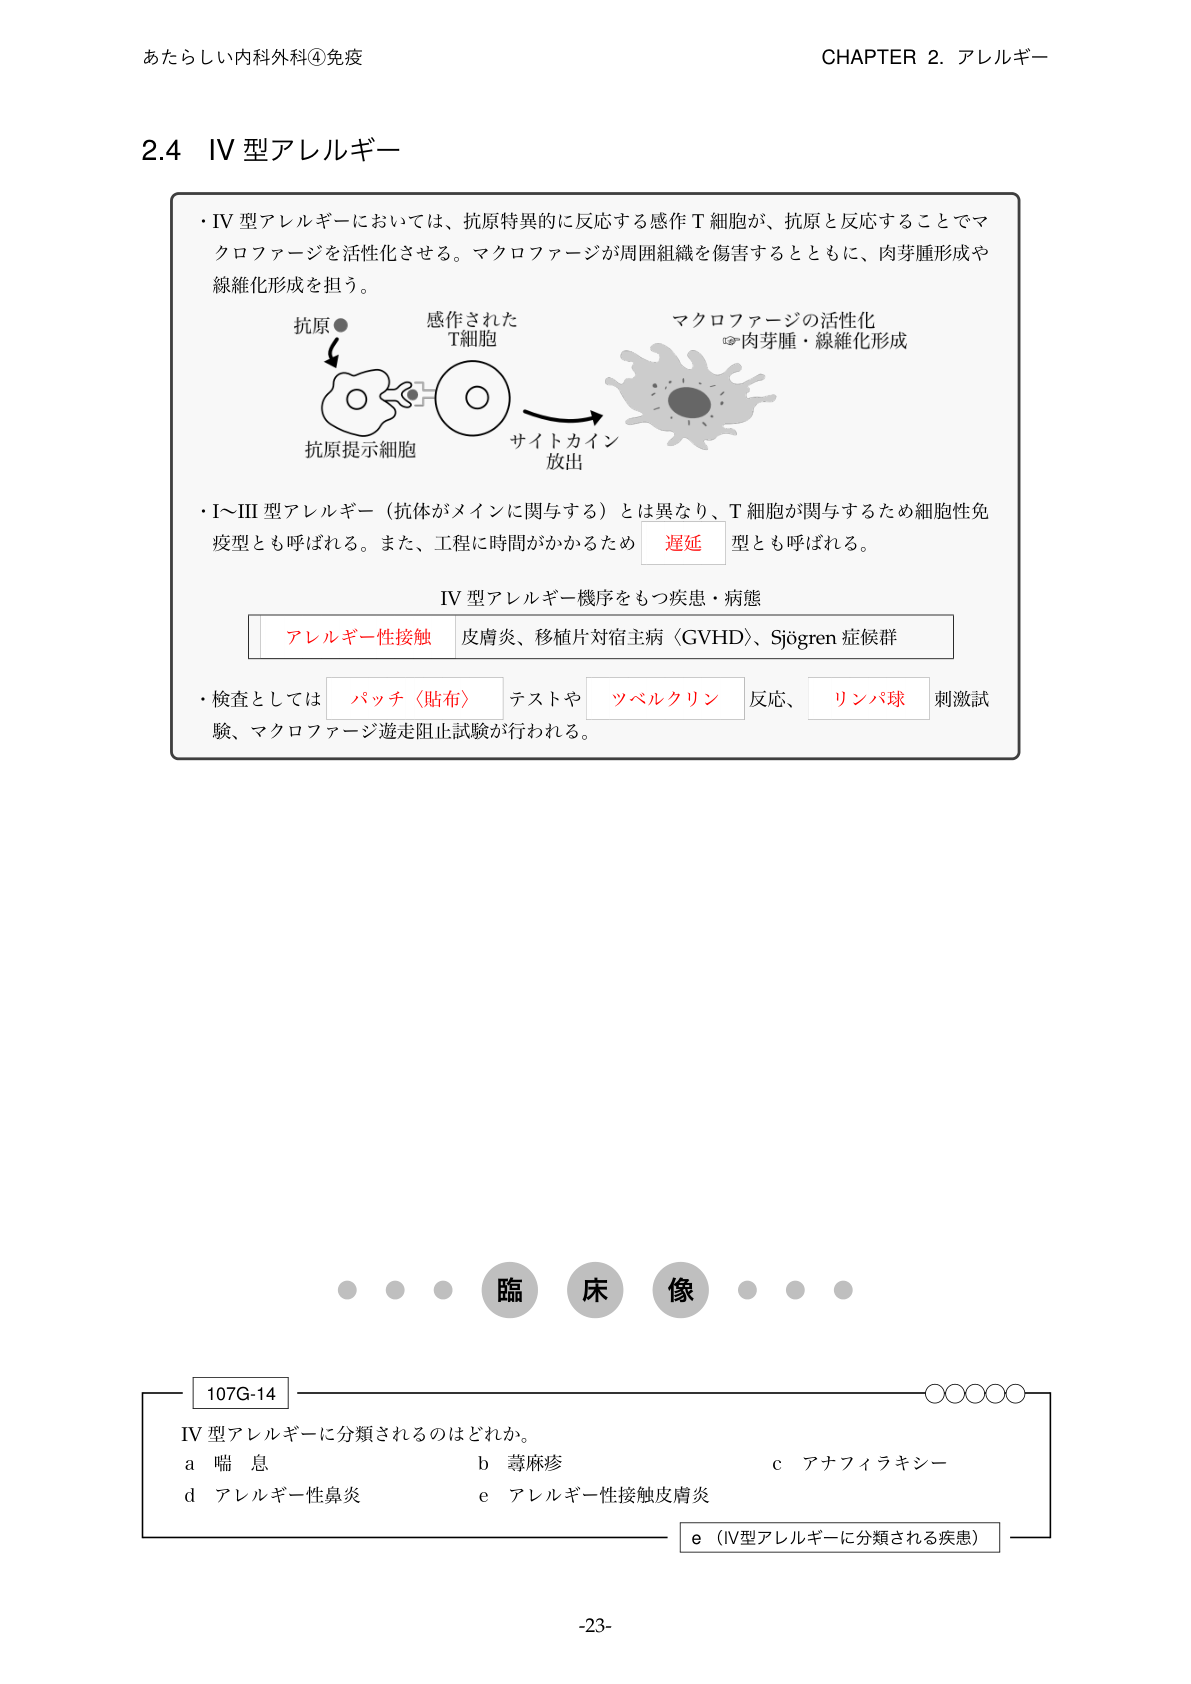 あたらしい内科外科④免疫
CHAPTER 2. アレルギー
2.4 IV 型アレルギー
・IV 型アレルギーにおいては、抗原特異的に反応する感作 T 細胞が、抗原と反応することでマ
クロファージを活性化させる。マクロファージが周囲組織を傷害するとともに、肉芽腫形成や
線維化形成を担う。
抗原
感作された
T細胞
マクロファージの活性化
☞肉芽腫・線維化形成
抗原提示細胞
サイトカイン
放出
・I〜III 型アレルギー（抗体がメインに関与する）とは異なり、T 細胞が関与するため細胞性免
疫型とも呼ばれる。また、工程に時間がかかるため 遅延 型とも呼ばれる。
IV 型アレルギー機序をもつ疾患・病態
アレルギー性接触 皮膚炎、移植片対宿主病〈GVHD〉、Sjögren 症候群
・検査としては パッチ〈貼布〉 テストや ツベルクリン 反応、 リンパ球 刺激試
験、マクロファージ遊走阻止試験が行われる。
臨 床 像
107G-14
IV 型アレルギーに分類されるのはどれか。
a 喘 息 b 蕁麻疹 c アナフィラキシー
d アレルギー性鼻炎 e アレルギー性接触皮膚炎
e （IV型アレルギーに分類される疾患）
-23-